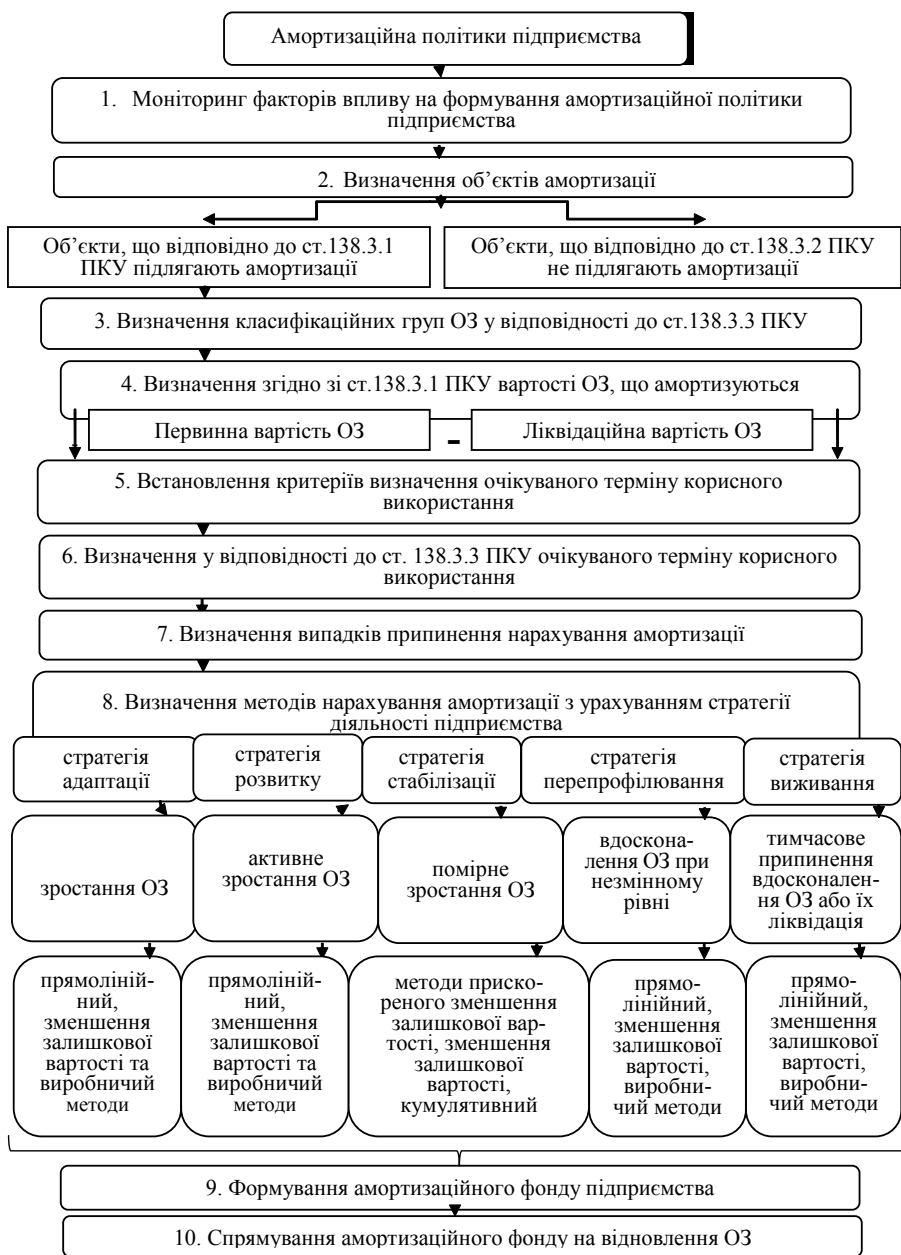 Амортизаційна політики підприємства
1. Моніторинг факторів впливу на формування амортизаційної політики
підприємства
2. Визначення об’єктів амортизації
Об’єкти, що відповідно до ст.138.3.1
ПКУ підлягають амортизації
Об’єкти, що відповідно до ст.138.3.2 ПКУ
не підлягають амортизації
3. Визначення класифікаційних груп ОЗ у відповідності до ст.138.3.3 ПКУ
4. Визначення згідно зі ст.138.3.1 ПКУ вартості ОЗ, що амортизуються
Первинна вартість ОЗ
-
Ліквідаційна вартість ОЗ
5. Встановлення критеріїв визначення очікуваного терміну корисного
використання
6. Визначення у відповідності до ст. 138.3.3 ПКУ очікуваного терміну корисного
використання
7. Визначення випадків припинення нарахування амортизації
8. Визначення методів нарахування амортизації з урахуванням стратегії
діяльності підприємства
стратегія
адаптації
стратегія
розвитку
стратегія
стабілізації
стратегія
перепрофілювання
стратегія
виживання
зростання ОЗ
активне
зростання ОЗ
помірне
зростання ОЗ
вдоскона-
лення ОЗ при
незмінному
рівні
тимчасове
припинення
вдосконален-
ня ОЗ або їх
ліквідація
прямоліній-
ний,
зменшення
залишкової
вартості та
виробничий
методи
прямоліній-
ний,
зменшення
залишкової
вартості та
виробничий
методи
методи приско-
реного зменшення
залишкової вар-
тості, зменшення
залишкової
вартості,
кумулятивний
прямо-
лінійний,
зменшення
залишкової
вартості,
виробни-
чий методи
прямо-
лінійний,
зменшення
залишкової
вартості,
виробни-
чий методи
9. Формування амортизаційного фонду підприємства
10. Спрямування амортизаційного фонду на відновлення ОЗ